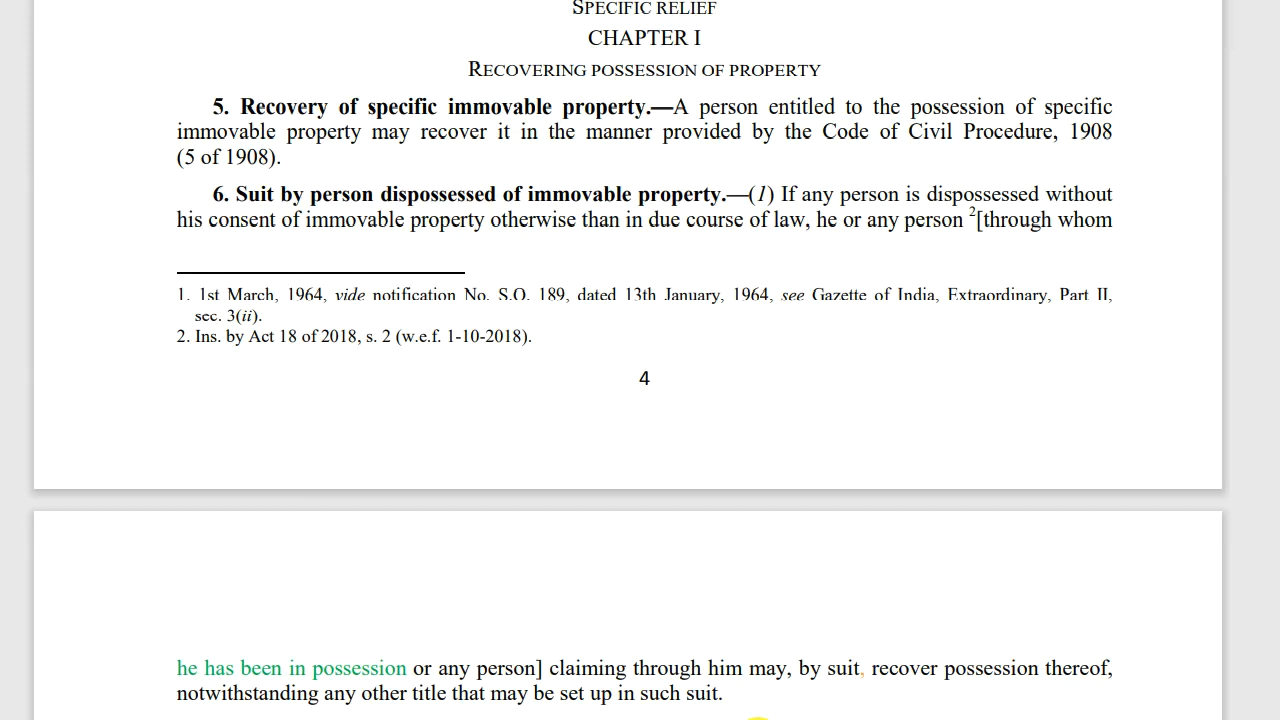 SPECIFIC RELIEF
CHAPTER I
RECOVERING POSSESSION OF PROPERTY
5. Recovery of specific immovable property.—A person entitled to the possession of specific
immovable property may recover it in the manner provided by the Code of Civil Procedure, 1908
(5 of 1908).
6. Suit by person dispossessed of immovable property.—(1) If any person is dispossessed without
his consent of immovable property otherwise than in due course of law, he or any person 2[through whom
1. 1st March, 1964, vide notification No. S.O. 189, dated 13th January, 1964, see Gazette of India, Extraordinary, Part II,
sec. 3(ii).
2. Ins. by Act 18 of 2018, s. 2 (w.e.f. 1-10-2018).
4
he has been in possession or any person] claiming through him may, by suit, recover possession thereof,
notwithstanding any other title that may be set up in such suit.